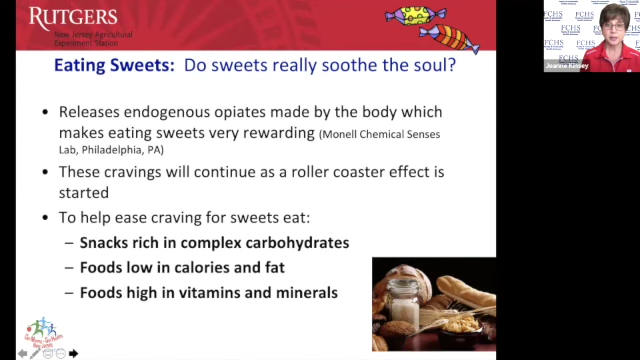 RUTGERS
New Jersey Agricultural
Experiment Station
Eating Sweets: Do sweets really soothe the soul?
• Releases endogenous opiates made by the body which
makes eating sweets very rewarding (Monell Chemical Senses
Lab, Philadelphia, PA)
• These cravings will continue as a roller coaster effect is
started
• To help ease craving for sweets eat:
– Snacks rich in complex carbohydrates
– Foods low in calories and fat
– Foods high in vitamins and minerals
FCHS
FCHS
Joanne Kinsey